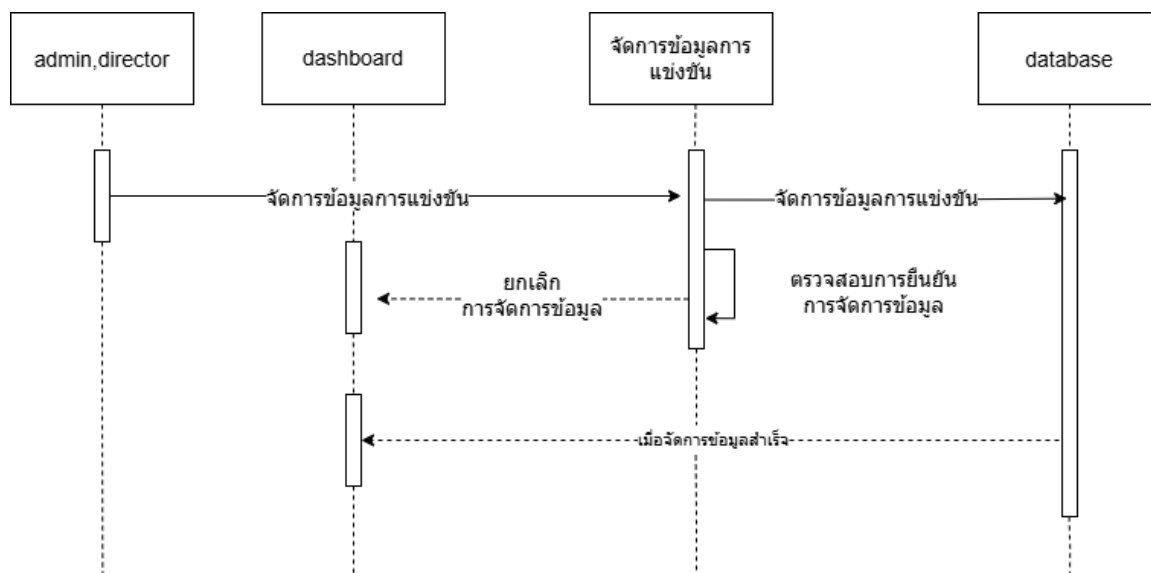 admin,director
dashboard
จัดการข้อมูลการ
แข่งขัน
database
จัดการข้อมูลการแข่งขัน
จัดการข้อมูลการแข่งขัน
ยกเลิก
การจัดการข้อมูล
ตรวจสอบการยืนยัน
การจัดการข้อมูล
เมื่อจัดการข้อมูลสำเร็จ